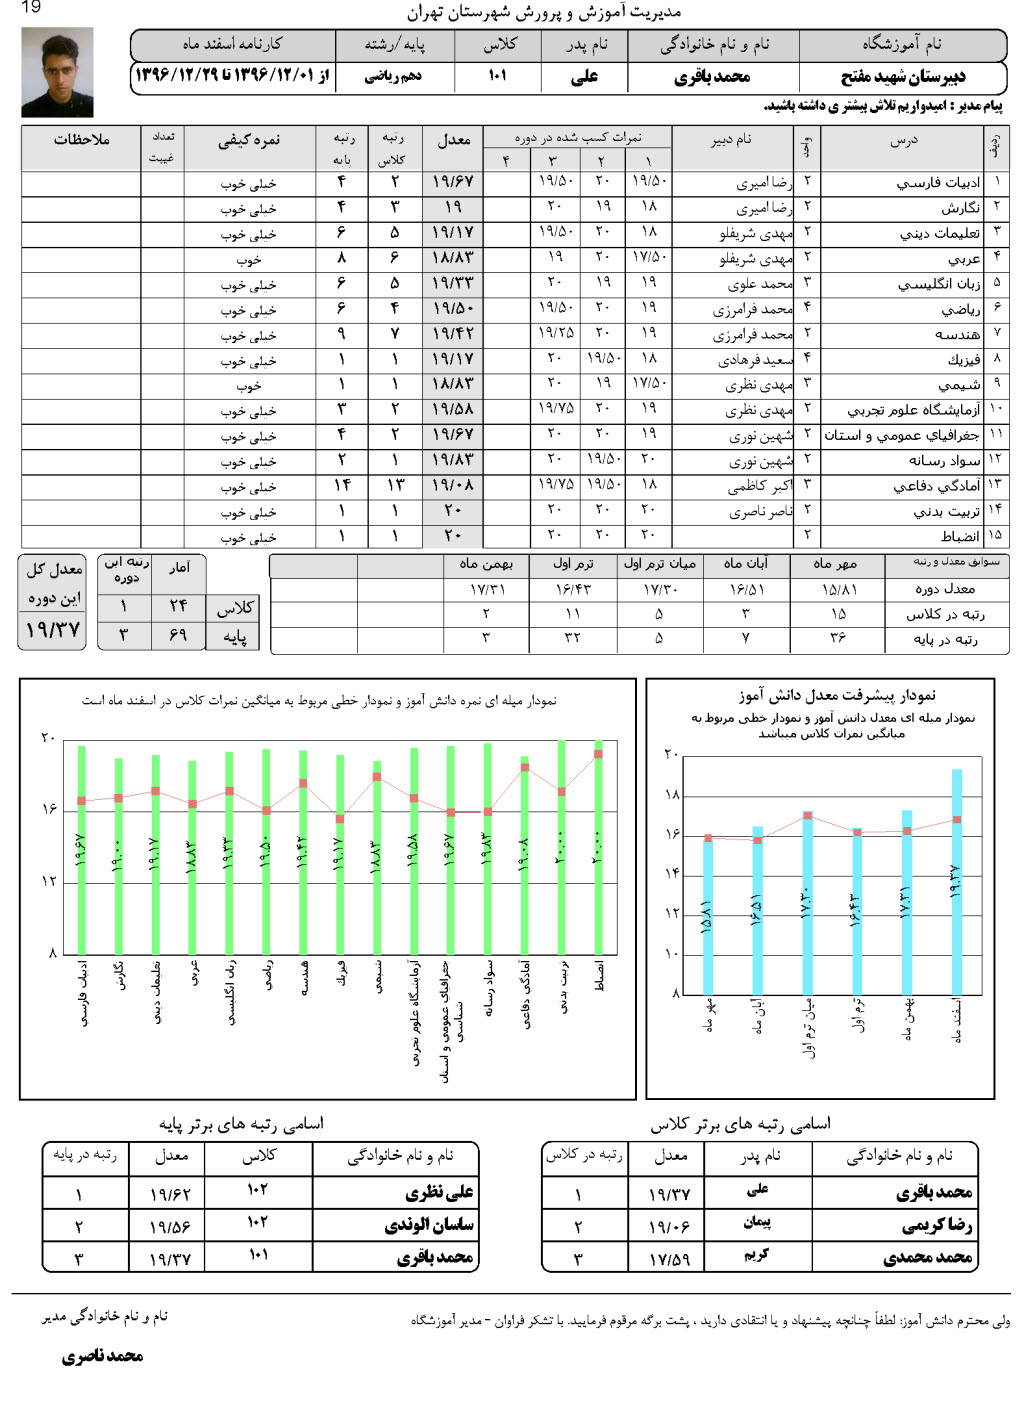 19
مدیریت آموزش و پرورش شهرستان تهران
نام آموزشگاه نام و نام خانوادگی نام پدر کلاس پایه/رشته کارنامه اسفند ماه
دبیرستان شهید مفتح محمد باقری علی ۱۰۱ دهم ریاضی از ۱۳۹۶/۱۲/۰۱ تا ۱۳۹۶/۱۲/۲۹
پیام مدیر : امیدواریم تلاش بیشتری داشته باشید.
ردیف درس واحد نام دبیر نمرات کسب شده در دوره معدل رتبه کلاس رتبه پایه نمره کیفی تعداد غیبت ملاحظات
۱ ۲ ۳ ۴
۱ ادبیات فارسي ۲ رضا امیری ۱۹/۵۰ ۲۰ ۱۹/۵۰ ۱۹/۶۷ ۲ ۴ خیلی خوب
۲ نگارش ۲ رضا امیری ۱۸ ۱۹ ۲۰ ۱۹ ۳ ۴ خیلی خوب
۳ تعلیمات دیني ۲ مهدی شریفلو ۱۸ ۲۰ ۱۹/۵۰ ۱۹/۱۷ ۵ ۶ خیلی خوب
۴ عربي ۲ مهدی شریفلو ۱۷/۵۰ ۲۰ ۱۹ ۱۸/۸۳ ۶ ۸ خوب
۵ زبان انگلیسي ۳ محمد علوی ۱۹ ۱۹ ۲۰ ۱۹/۳۳ ۵ ۶ خیلی خوب
۶ ریاضي ۴ محمد فرامرزی ۱۹ ۲۰ ۱۹/۵۰ ۱۹/۵۰ ۴ ۶ خیلی خوب
۷ هندسه ۲ محمد فرامرزی ۱۹ ۲۰ ۱۹/۲۵ ۱۹/۴۲ ۷ ۹ خیلی خوب
۸ فیزیك ۴ سعید فرهادی ۱۸ ۱۹/۵۰ ۲۰ ۱۹/۱۷ ۱ ۱ خیلی خوب
۹ شیمي ۳ مهدی نظری ۱۷/۵۰ ۱۹ ۲۰ ۱۸/۸۳ ۱ ۱ خوب
۱۰ آزمایشگاه علوم تجربي ۲ مهدی نظری ۱۹ ۲۰ ۱۹/۷۵ ۱۹/۵۸ ۲ ۳ خیلی خوب
۱۱ جغرافیاي عمومي و استان ۲ شهین نوری ۱۹ ۲۰ ۲۰ ۱۹/۶۷ ۲ ۴ خیلی خوب
۱۲ سواد رسانه ۲ شهین نوری ۲۰ ۱۹/۵۰ ۲۰ ۱۹/۸۳ ۱ ۲ خیلی خوب
۱۳ آمادگي دفاعي ۳ اکبر کاظمی ۱۸ ۱۹/۵۰ ۱۹/۷۵ ۱۹/۰۸ ۱۳ ۱۴ خیلی خوب
۱۴ تربیت بدني ۲ ناصر ناصری ۲۰ ۲۰ ۲۰ ۲۰ ۱ ۱ خیلی خوب
۱۵ انضباط ۲ ۲۰ ۲۰ ۲۰ ۲۰ ۱ ۱ خیلی خوب
سوابق معدل و رتبه مهر ماه آبان ماه میان ترم اول ترم اول بهمن ماه
معدل دوره ۱۵/۸۱ ۱۶/۵۱ ۱۷/۳۰ ۱۶/۴۳ ۱۷/۳۱
رتبه در کلاس ۱۵ ۳ ۵ ۱۱ ۲
رتبه در پایه ۳۶ ۷ ۵ ۳۲ ۳
آمار رتبه این دوره
کلاس ۲۴ ۱
پایه ۶۹ ۳
معدل کل
این دوره
۱۹/۳۷
نمودار پیشرفت معدل دانش آموز
نمودار میله ای معدل دانش آموز و نمودار خطی مربوط به
میانگین نمرات کلاس میباشد
۲۰
۱۸
۱۶
۱۴
۱۲
۱۰
۸
۱۵.۸۱ ۱۶.۵۱ ۱۷.۳۰ ۱۶.۴۳ ۱۷.۳۱ ۱۹.۳۷
مهر ماه آبان ماه میان ترم اول ترم اول بهمن ماه اسفند ماه
نمودار میله ای نمره دانش آموز و نمودار خطی مربوط به میانگین نمرات کلاس در اسفند ماه است
۲۰
۱۶
۱۲
۸
۱۹.۶۷ ۱۹.۰۰ ۱۹.۱۷ ۱۸.۸۳ ۱۹.۳۳ ۱۹.۵۰ ۱۹.۴۲ ۱۹.۱۷ ۱۸.۸۳ ۱۹.۵۸ ۱۹.۶۷ ۱۹.۸۳ ۱۹.۰۸ ۲۰.۰۰ ۲۰.۰۰
ادبیات فارسي نگارش تعلیمات دیني عربي زبان انگلیسي ریاضي هندسه فیزیك شیمي آزمایشگاه علوم تجربي جغرافیاي عمومي و استان شناسي سواد رسانه آمادگي دفاعي تربیت بدني انضباط
اسامی رتبه های برتر کلاس
نام و نام خانوادگی نام پدر معدل رتبه در کلاس
محمد باقری علی ۱۹/۳۷ ۱
رضا کریمی پیمان ۱۹/۰۶ ۲
محمد محمدی کریم ۱۷/۵۹ ۳
اسامی رتبه های برتر پایه
نام و نام خانوادگی کلاس معدل رتبه در پایه
علی نظری ۱۰۲ ۱۹/۶۲ ۱
ساسان الوندی ۱۰۲ ۱۹/۵۶ ۲
محمد باقری ۱۰۱ ۱۹/۳۷ ۳
ولی محترم دانش آموز: لطفاً چنانچه پیشنهاد و یا انتقادی دارید ، پشت برگه مرقوم فرمایید. با تشکر فراوان - مدیر آموزشگاه
نام و نام خانوادگی مدیر
محمد ناصری